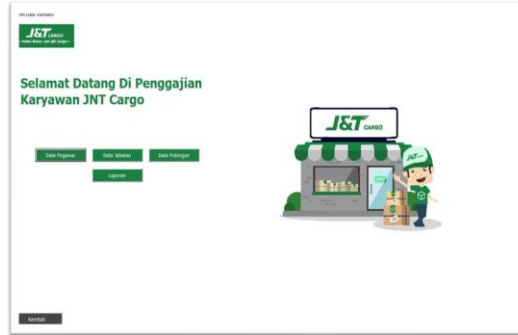 J&T CARGO
Selamat Datang Di Penggajian
Karyawan JNT Cargo
Data Pegawai
Data Jabatan
Data Potongan
Laporan
Kembali
J&T CARGO
J&T